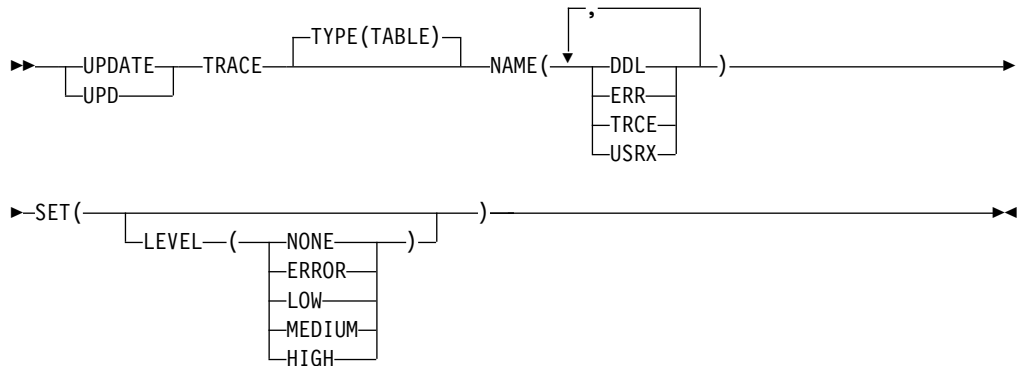 TYPE(TABLE)
,
UPDATE TRACE NAME( DDL )
UPD ERR
TRCE
USRX
SET( )
LEVEL ( NONE )
ERROR
LOW
MEDIUM
HIGH